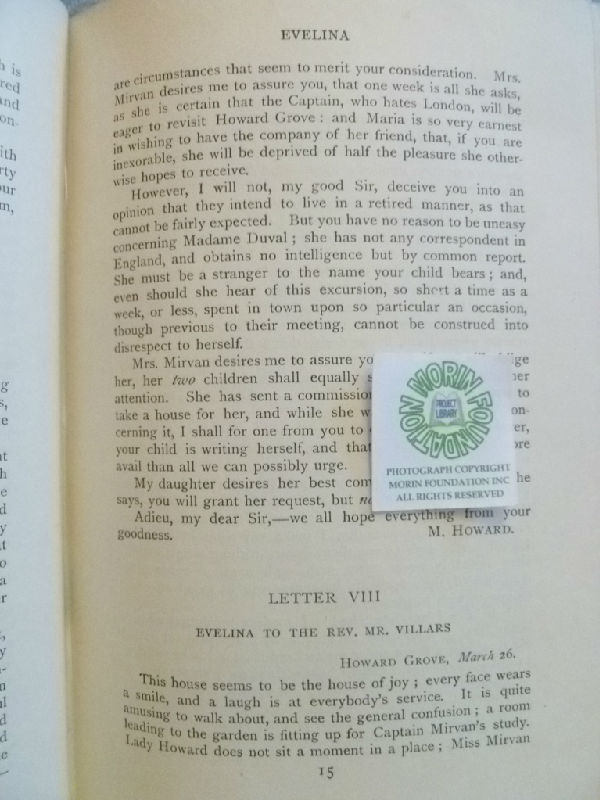 EVELINA
are circumstances that seem to merit your consideration. Mrs.
Mirvan desires me to assure you, that one week is all she asks,
as she is certain that the Captain, who hates London, will be
eager to revisit Howard Grove: and Maria is so very earnest
in wishing to have the company of her friend, that, if you are
inexorable, she will be deprived of half the pleasure she other-
wise hopes to receive.
However, I will not, my good Sir, deceive you into an
opinion that they intend to live in a retired manner, as that
cannot be fairly expected. But you have no reason to be uneasy
concerning Madame Duval; she has not any correspondent in
England, and obtains no intelligence but by common report.
She must be a stranger to the name your child bears; and,
even should she hear of this excursion, so short a time as a
week, or less, spent in town upon so particular an occasion,
though previous to their meeting, cannot be construed into
disrespect to herself.
Mrs. Mirvan desires me to assure
her, her two children shall equally
attention. She has sent a commission to
take a house for her, and while she
cerning it, I shall for one from you to
your child is writing herself, and
avail than all we can possibly urge.
My daughter desires her best he
says, you will grant her request, but
Adieu, my dear Sir,—we all hope everything from your
goodness. M. HOWARD.
MORIN FOUNDATION
PROJECT
LIBRARY
PHOTOGRAPH COPYRIGHT
MORIN FOUNDATION INC
ALL RIGHTS RESERVED
LETTER VIII
EVELINA TO THE REV. MR. VILLARS
HOWARD GROVE, March 26.
This house seems to be the house of joy; every face wears
a smile, and a laugh is at everybody's service. It is quite
amusing to walk about, and see the general confusion; a room
leading to the garden is fitting up for Captain Mirvan's study.
Lady Howard does not sit a moment in a place; Miss Mirvan
15